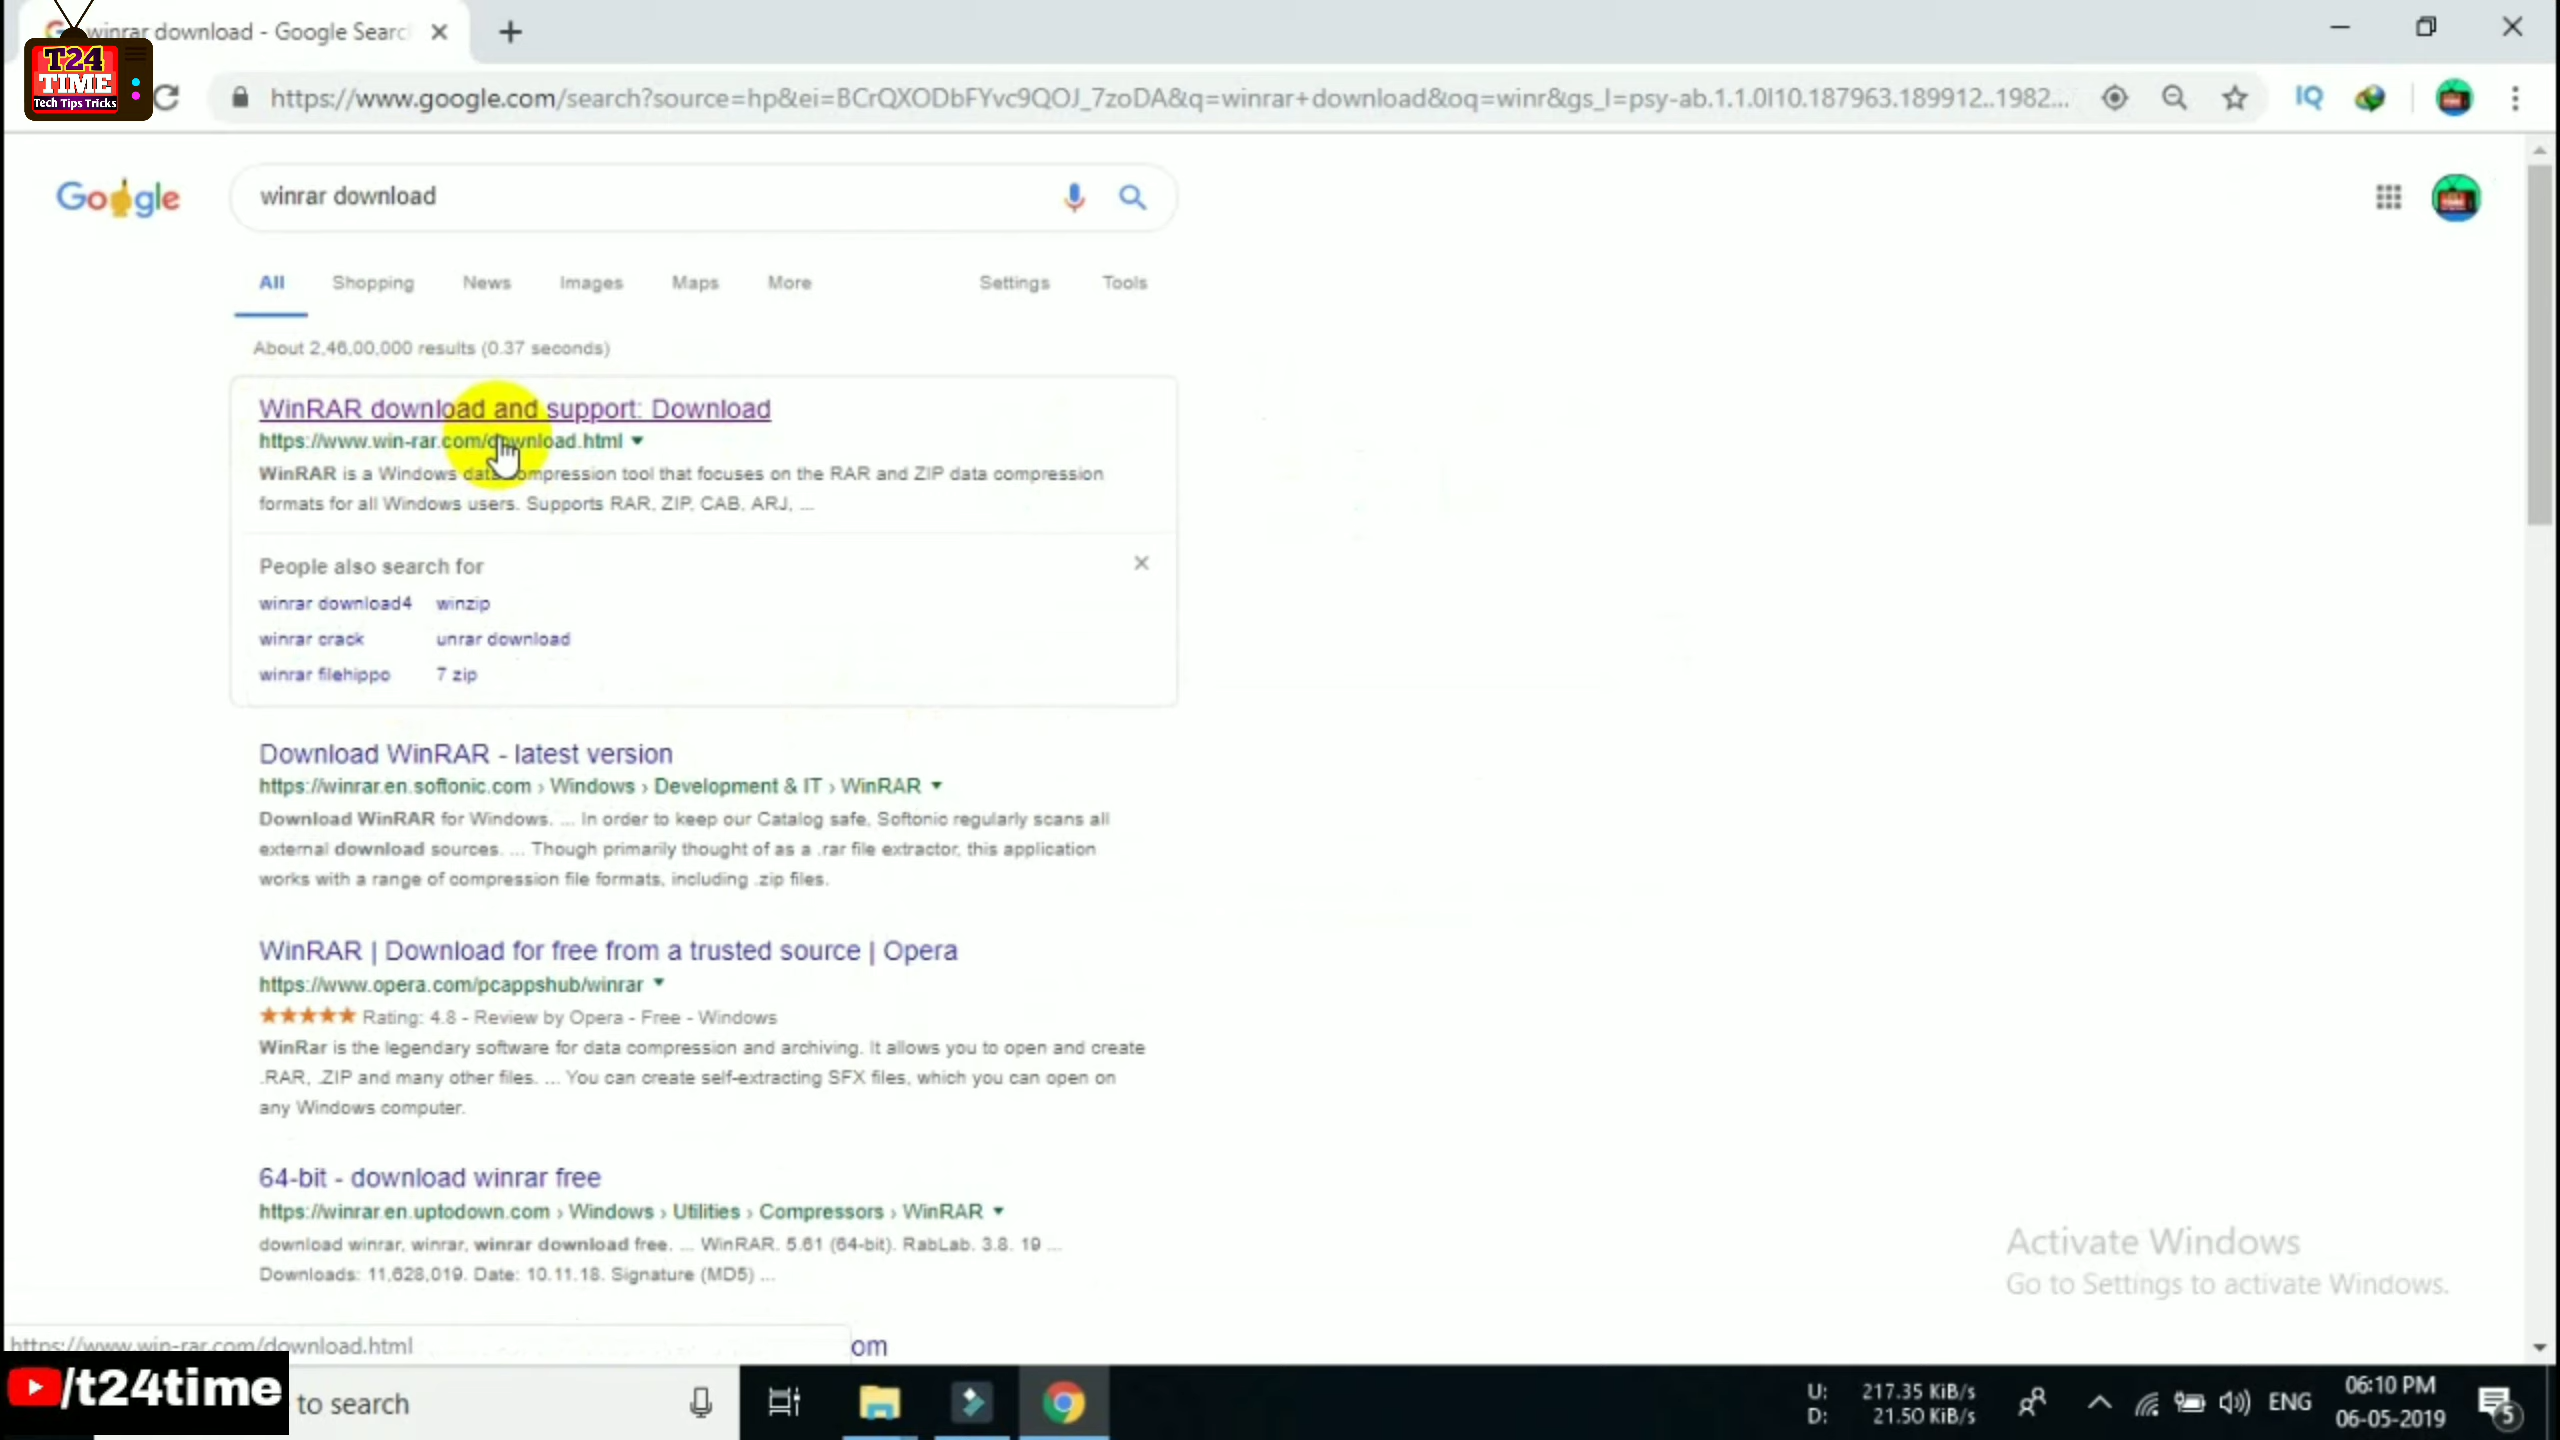 winrar download - Google Searc
T24
TIME
Tech Tips Tricks
https://www.google.com/search?source=hp&ei=BCrQXODbFYvc9QOJ_7zoDA&q=winrar+download&oq=winr&gs_l=psy-ab.1.1.0l10.187963.189912..1982...
IQ
Google
winrar download
All Shopping News Images Maps More Settings Tools
About 2,46,00,000 results (0.37 seconds)
WinRAR download and support: Download
https://www.win-rar.com/download.html
WinRAR is a Windows data compression tool that focuses on the RAR and ZIP data compression
formats for all Windows users. Supports RAR, ZIP, CAB, ARJ, ...
People also search for
winrar download4 winzip
winrar crack unrar download
winrar filehippo 7 zip
Download WinRAR - latest version
https://winrar.en.softonic.com › Windows › Development & IT › WinRAR
Download WinRAR for Windows. ... In order to keep our Catalog safe, Softonic regularly scans all
external download sources. ... Though primarily thought of as a .rar file extractor, this application
works with a range of compression file formats, including .zip files.
WinRAR | Download for free from a trusted source | Opera
https://www.opera.com/pcappshub/winrar
Rating: 4.8 - Review by Opera - Free - Windows
WinRar is the legendary software for data compression and archiving. It allows you to open and create
.RAR, .ZIP and many other files. ... You can create self-extracting SFX files, which you can open on
any Windows computer.
64-bit - download winrar free
https://winrar.en.uptodown.com › Windows › Utilities › Compressors › WinRAR
download winrar, winrar, winrar download free. ... WinRAR. 5.61 (64-bit). RabLab. 3.8. 19 ...
Downloads: 11,628,019. Date: 10.11.18. Signature (MD5) ...
Activate Windows
Go to Settings to activate Windows.
https://www.win-rar.com/download.html
om
/t24time
to search
U: 217.35 KiB/s
D: 21.50 KiB/s
ENG
06:10 PM
06-05-2019
5